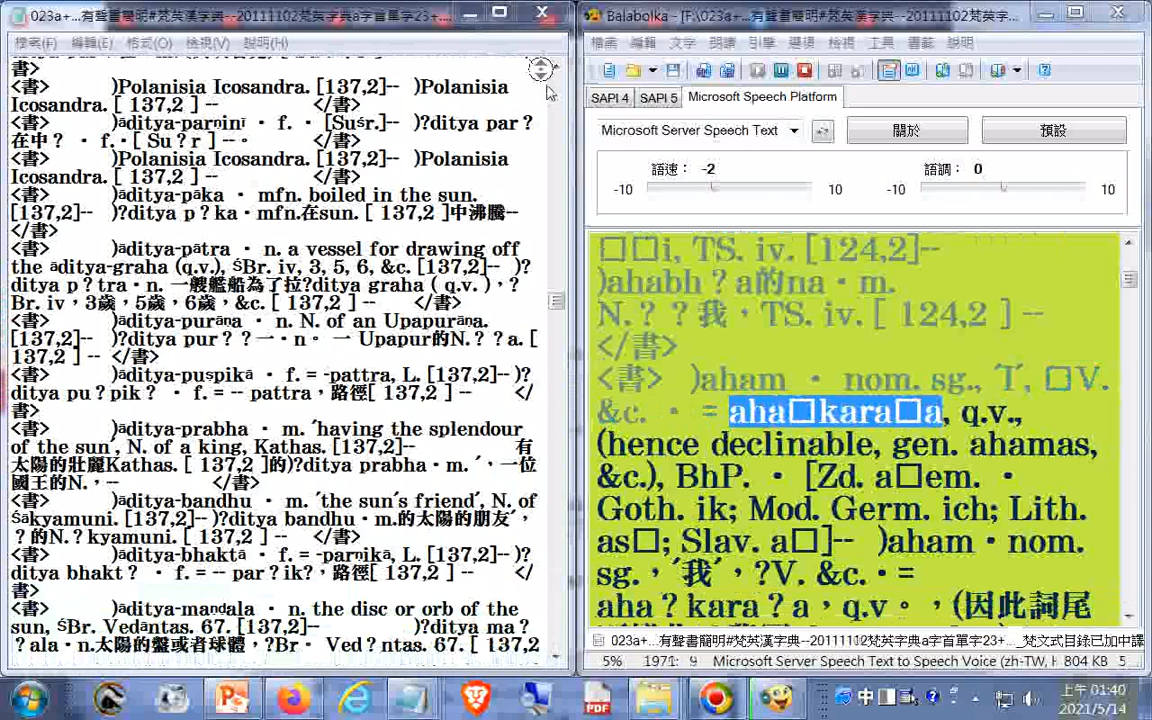 023a+...有聲書簡明#梵英漢字典--20111102梵英字典a字首單字23+...
檔案(F) 編輯(E) 格式(O) 檢視(V) 說明(H)
書>
<書> )Polanisia Icosandra. [137,2]-- )Polanisia
Icosandra. [ 137,2 ] -- </書>
<書> )āditya-parṇinī ‧ f. ‧ [Suśr.]-- )?ditya par ?
在中 ? ‧ f. ‧ [ Su ? r ] -- 。 </書>
<書> )Polanisia Icosandra. [137,2]-- )Polanisia
Icosandra. [ 137,2 ] -- </書>
<書> )āditya-pāka ‧ mfn. boiled in the sun.
[137,2]-- )?ditya p ? ka ‧ mfn.在sun. [ 137,2 ]中沸騰--
</書>
<書> )āditya-pātra ‧ n. a vessel for drawing off
the āditya-graha (q.v.), ŚBr. iv, 3, 5, 6, &c. [137,2]-- )?
ditya p ? tra ‧ n. 一艘艦船為了拉?ditya graha ( q.v. ), ?
Br. iv, 3歲, 5歲, 6歲, &c. [ 137,2 ] </書>
<書> )āditya-purāṇa ‧ n. N. of an Upapurāṇa.
[137,2]-- )?ditya pur ? ? 一 ‧ n 。 一 Upapur的N. ? ? a. [
137,2 ] -- </書>
<書> )āditya-puṣpikā ‧ f. = -pattra, L. [137,2]-- )?
ditya pu ? pik ? ‧ f. = -- pattra, 路徑[ 137,2 ] -- </
書>
<書> )āditya-prabha ‧ m. 'having the splendour
of the sun', N. of a king, Kathas. [137,2]-- 有
太陽的壯麗Kathas. [ 137,2 ]的)?ditya prabha ‧ m. ', 一位
國王的N. , -- </書>
<書> )āditya-bandhu ‧ m. 'the sun's friend', N. of
Śākyamuni. [137,2]-- )?ditya bandhu ‧ m.的太陽的朋友',
? 的N. ? kyamuni. [ 137,2 ] -- </書>
<書> )āditya-bhaktā ‧ f. = -parṇikā, L. [137,2]-- )?
ditya bhakt ? ‧ f. = -- par ? ik?, 路徑[ 137,2 ] -- </
書>
<書> )āditya-maṇḍala ‧ n. the disc or orb of the
sun, ŚBr. Vedāntas. 67. [137,2]-- )?ditya ma ?
? ala ‧ n.太陽的盤或者球體, ?Br ‧ Ved ? ntas. 67. [ 137,2
Balabolka - [F:\023a+...有聲書簡明#梵英漢字典--20111102梵英字...
檔案 編輯 文字 朗讀 引擎 選項 檢視 工具 書籤 說明
SAPI 4 SAPI 5 Microsoft Speech Platform
Microsoft Server Speech Text 關於 預設
語速: -2 語調: 0
-10 10 -10 10
□□i, TS. iv. [124,2]--
)ahabh ? a的na ‧ m.
N. ? ? 我, TS. iv. [ 124,2 ] --
</書>
<書> )aham ‧ nom. sg., 'I', □V.
&c. ‧ = aha□kara□a, q.v.,
(hence declinable, gen. ahamas,
&c.), BhP. ‧ [Zd. a□em. ‧
Goth. ik; Mod. Germ. ich; Lith.
as□; Slav. a□]-- )aham ‧ nom.
sg. , '我', ?V. &c. ‧ =
aha ? kara ? a, q.v 。 , (因此詞尾
023a+...有聲書簡明#梵英漢字典--20111102梵英字典a字首單字23+..._梵文式目錄已加中譯
5% 1971: 9 Microsoft Server Speech Text to Speech Voice (zh-TW, H 804 KB 5
中
上午 01:40
2021/5/14